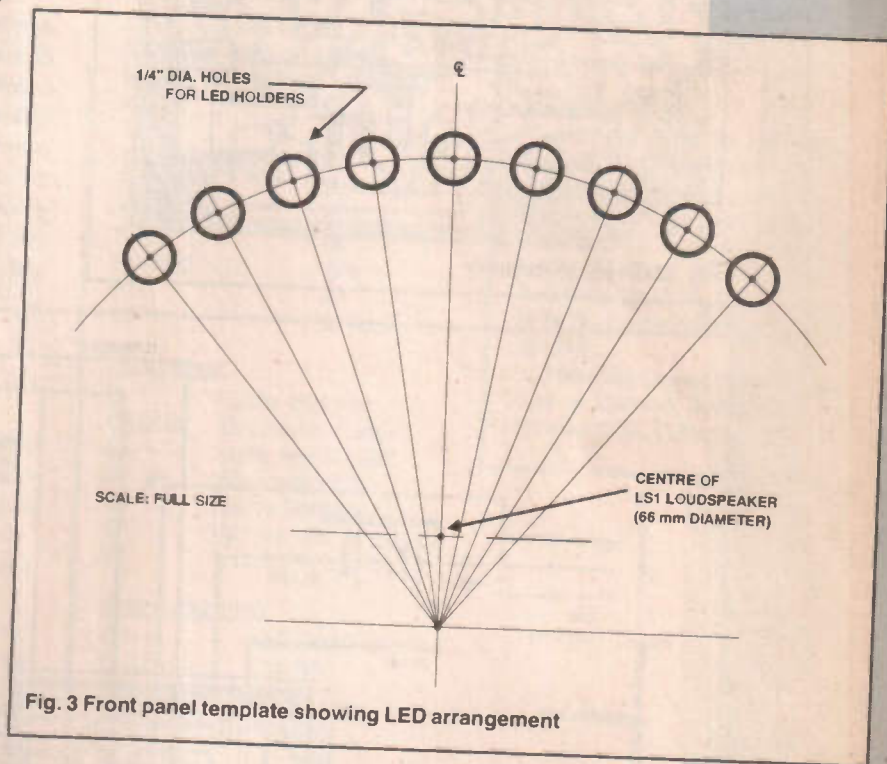 1/4" DIA. HOLES
FOR LED HOLDERS
℄
SCALE: FULL SIZE
CENTRE OF
LS1 LOUDSPEAKER
(66 mm DIAMETER)
Fig. 3 Front panel template showing LED arrangement